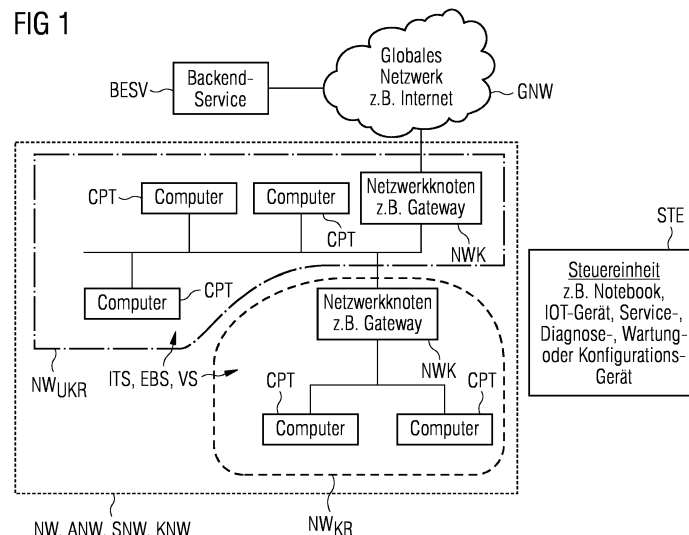 FIG 1
Globales
Netzwerk
z.B. Internet
GNW
BESV
Backend-
Service
CPT
Computer
Computer
CPT
Netzwerkknoten
z.B. Gateway
NWK
STE
Computer
CPT
Steuereinheit
z.B. Notebook,
IOT-Gerät, Service-,
Diagnose-, Wartung-
oder Konfigurations-
Gerät
Netzwerkknoten
z.B. Gateway
NWK
NWUKR
ITS, EBS, VS
CPT
CPT
Computer
Computer
NWKR
NW, ANW, SNW, KNW